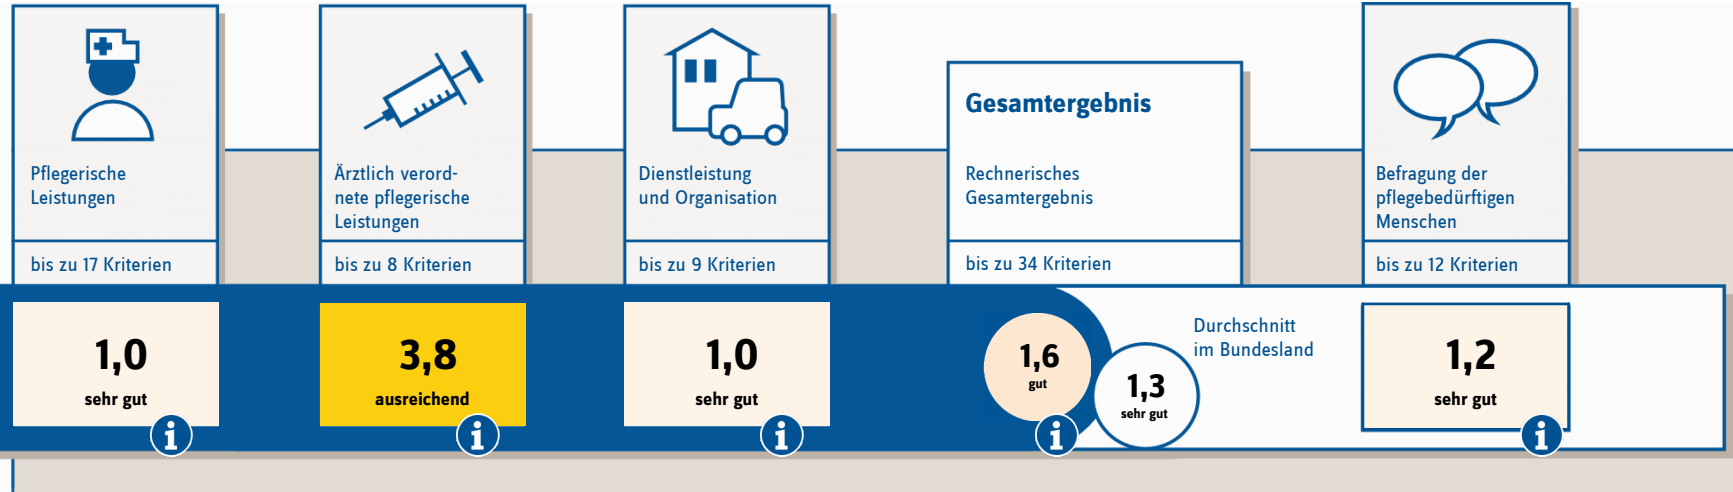 Pflegerische
Leistungen
bis zu 17 Kriterien
1,0
sehr gut
Ärztlich verord-
nete pflegerische
Leistungen
bis zu 8 Kriterien
3,8
ausreichend
Dienstleistung
und Organisation
bis zu 9 Kriterien
1,0
sehr gut
Gesamtergebnis
Rechnerisches
Gesamtergebnis
bis zu 34 Kriterien
1,6
gut
1,3
sehr gut
Durchschnitt
im Bundesland
Befragung der
pflegebedürftigen
Menschen
bis zu 12 Kriterien
1,2
sehr gut
i
i
i
i
i